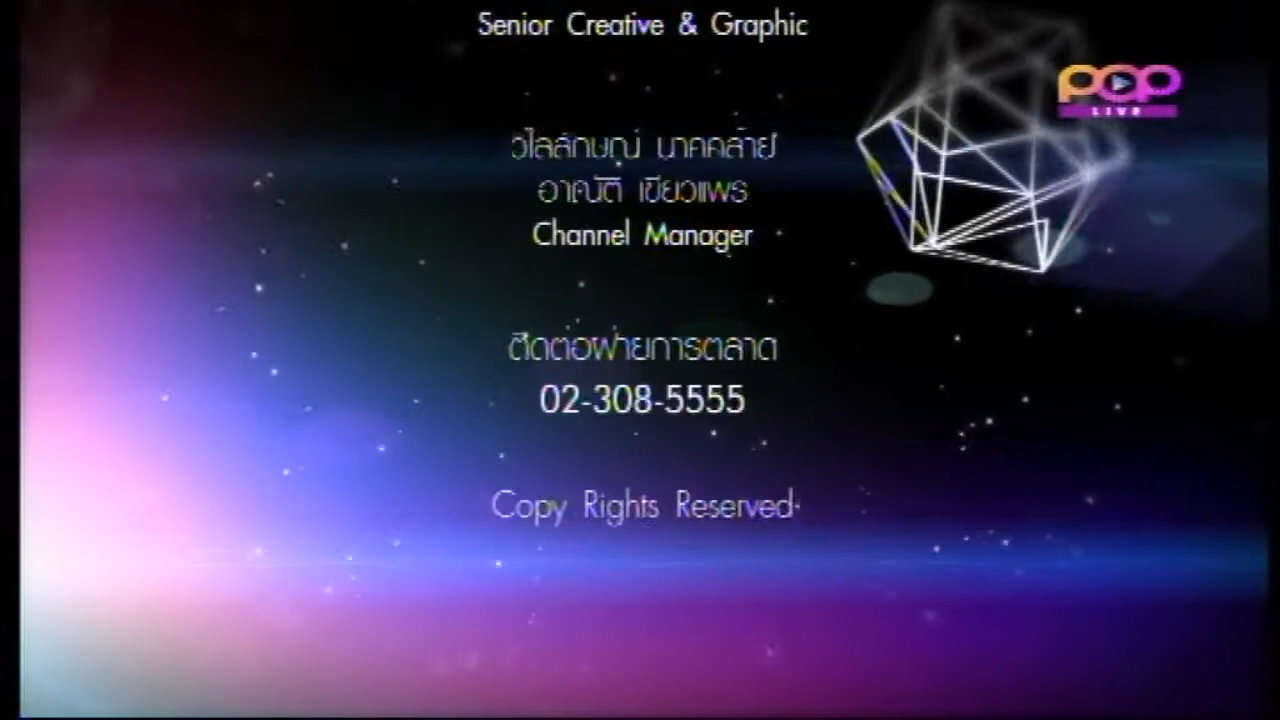 Senior Creative & Graphic
POP
LIVE
วิไลลักษณ์ นาคคล้าย
อาณัติ เขียวแพร
Channel Manager
ติดต่อฝ่ายการตลาด
02-308-5555
Copy Rights Reserved